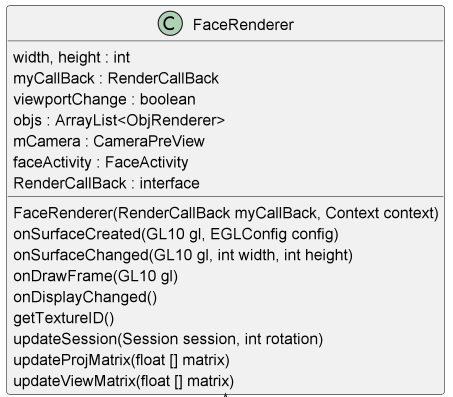 C FaceRenderer
width, height : int
myCallBack : RenderCallBack
viewportChange : boolean
objs : ArrayList<ObjRenderer>
mCamera : CameraPreView
faceActivity : FaceActivity
RenderCallBack : interface
FaceRenderer(RenderCallBack myCallBack, Context context)
onSurfaceCreated(GL10 gl, EGLConfig config)
onSurfaceChanged(GL10 gl, int width, int height)
onDrawFrame(GL10 gl)
onDisplayChanged()
getTextureID()
updateSession(Session session, int rotation)
updateProjMatrix(float [] matrix)
updateViewMatrix(float [] matrix)